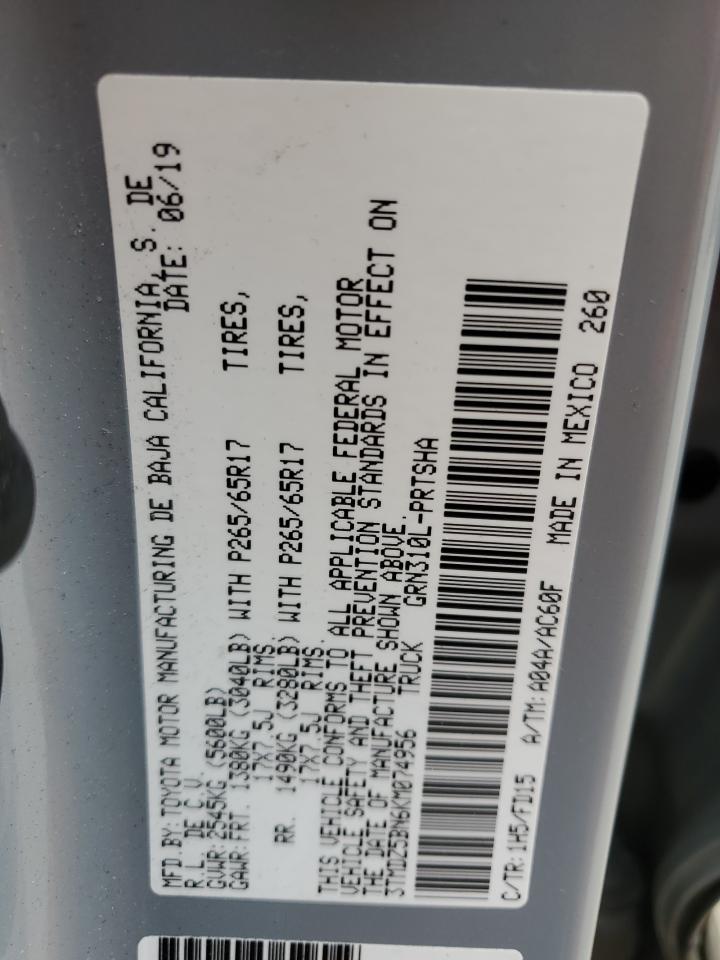 MFD.BY:TOYOTA MOTOR MANUFACTURING DE BAJA CALIFORNIA, S. DE
R.L. DE C.V. DATE: 06/19
GVWR:2545KG (5600LB)
GAWR:FRT. 1380KG (3040LB) WITH P265/65R17 TIRES,
17X7.5J RIMS.
RR. 1490KG (3280LB) WITH P265/65R17 TIRES,
17X7.5J RIMS.
THIS VEHICLE CONFORMS TO ALL APPLICABLE FEDERAL MOTOR
VEHICLE SAFETY AND THEFT PREVENTION STANDARDS IN EFFECT ON
THE DATE OF MANUFACTURE SHOWN ABOVE.
3TMDZ5BN6KM074956 TRUCK GRN310L-PRTSHA
C/TR:1H5/FD15 A/TM:A04A/AC60F MADE IN MEXICO 260